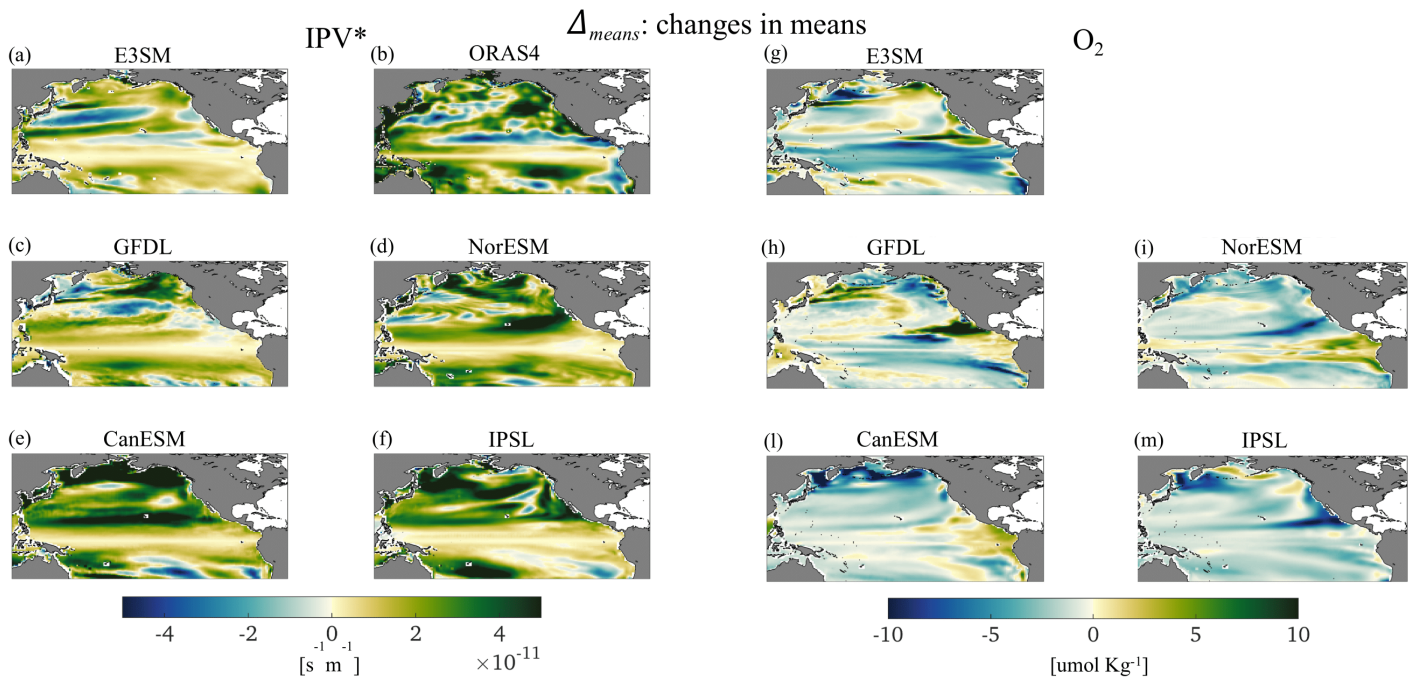 Δmeans: changes in means
IPV*
O2
(a)
E3SM
(b)
ORAS4
(g)
E3SM
(c)
GFDL
(d)
NorESM
(h)
GFDL
(i)
NorESM
(e)
CanESM
(f)
IPSL
(l)
CanESM
(m)
IPSL
-4 -2 0 2 4
×10-11
[s-1 m-1]
-10 -5 0 5 10
[umol Kg-1]